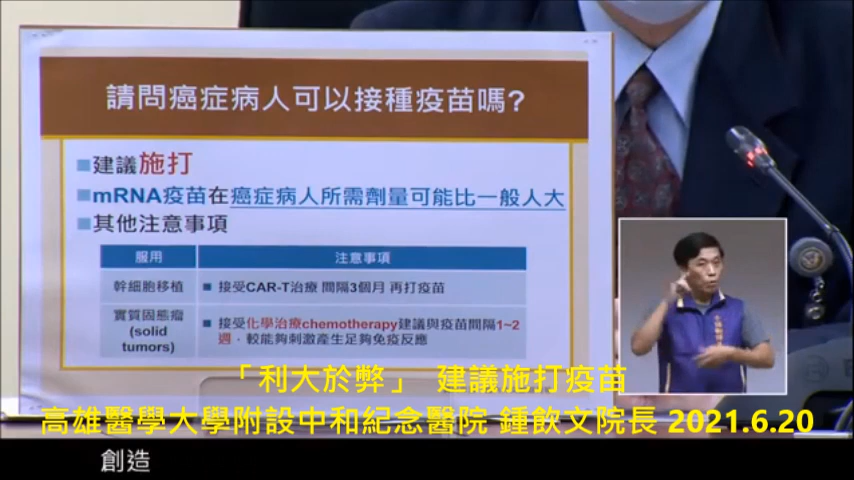 請問癌症病人可以接種疫苗嗎?
建議施打
mRNA疫苗在癌症病人所需劑量可能比一般人大
其他注意事項
服用 注意事項
幹細胞移植 接受CAR-T治療 間隔3個月 再打疫苗
實質固態瘤
(solid
tumors)
接受化學治療chemotherapy建議與疫苗間隔1~2
週，較能夠刺激產生足夠免疫反應
「利大於弊」 建議施打疫苗
高雄醫學大學附設中和紀念醫院 鍾飲文院長 2021.6.20
創造